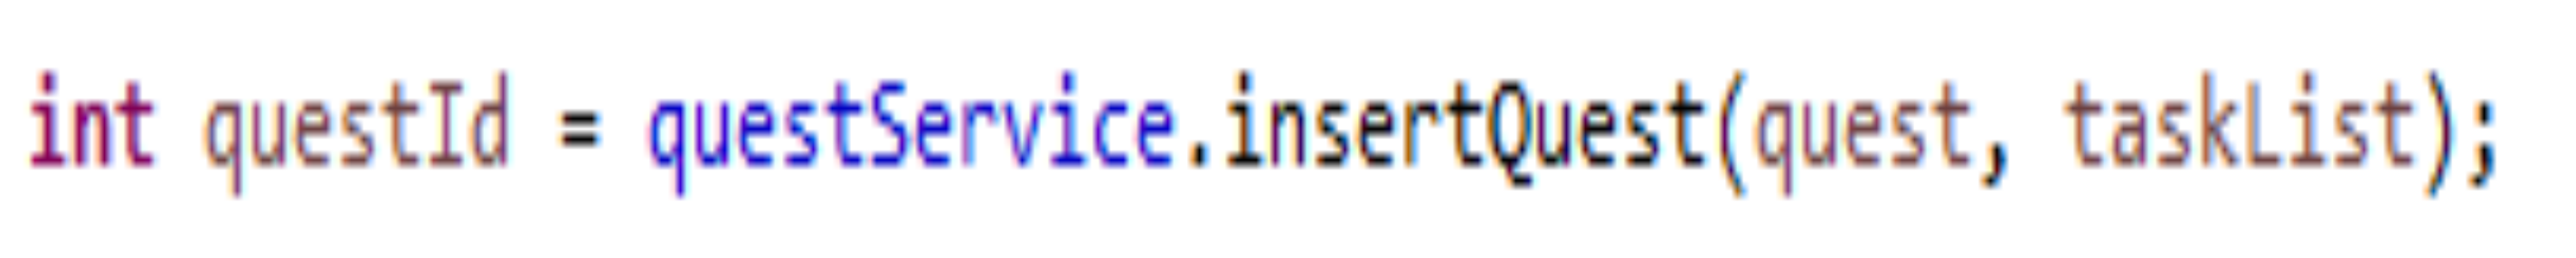 int questId = questService.insertQuest(quest, taskList);